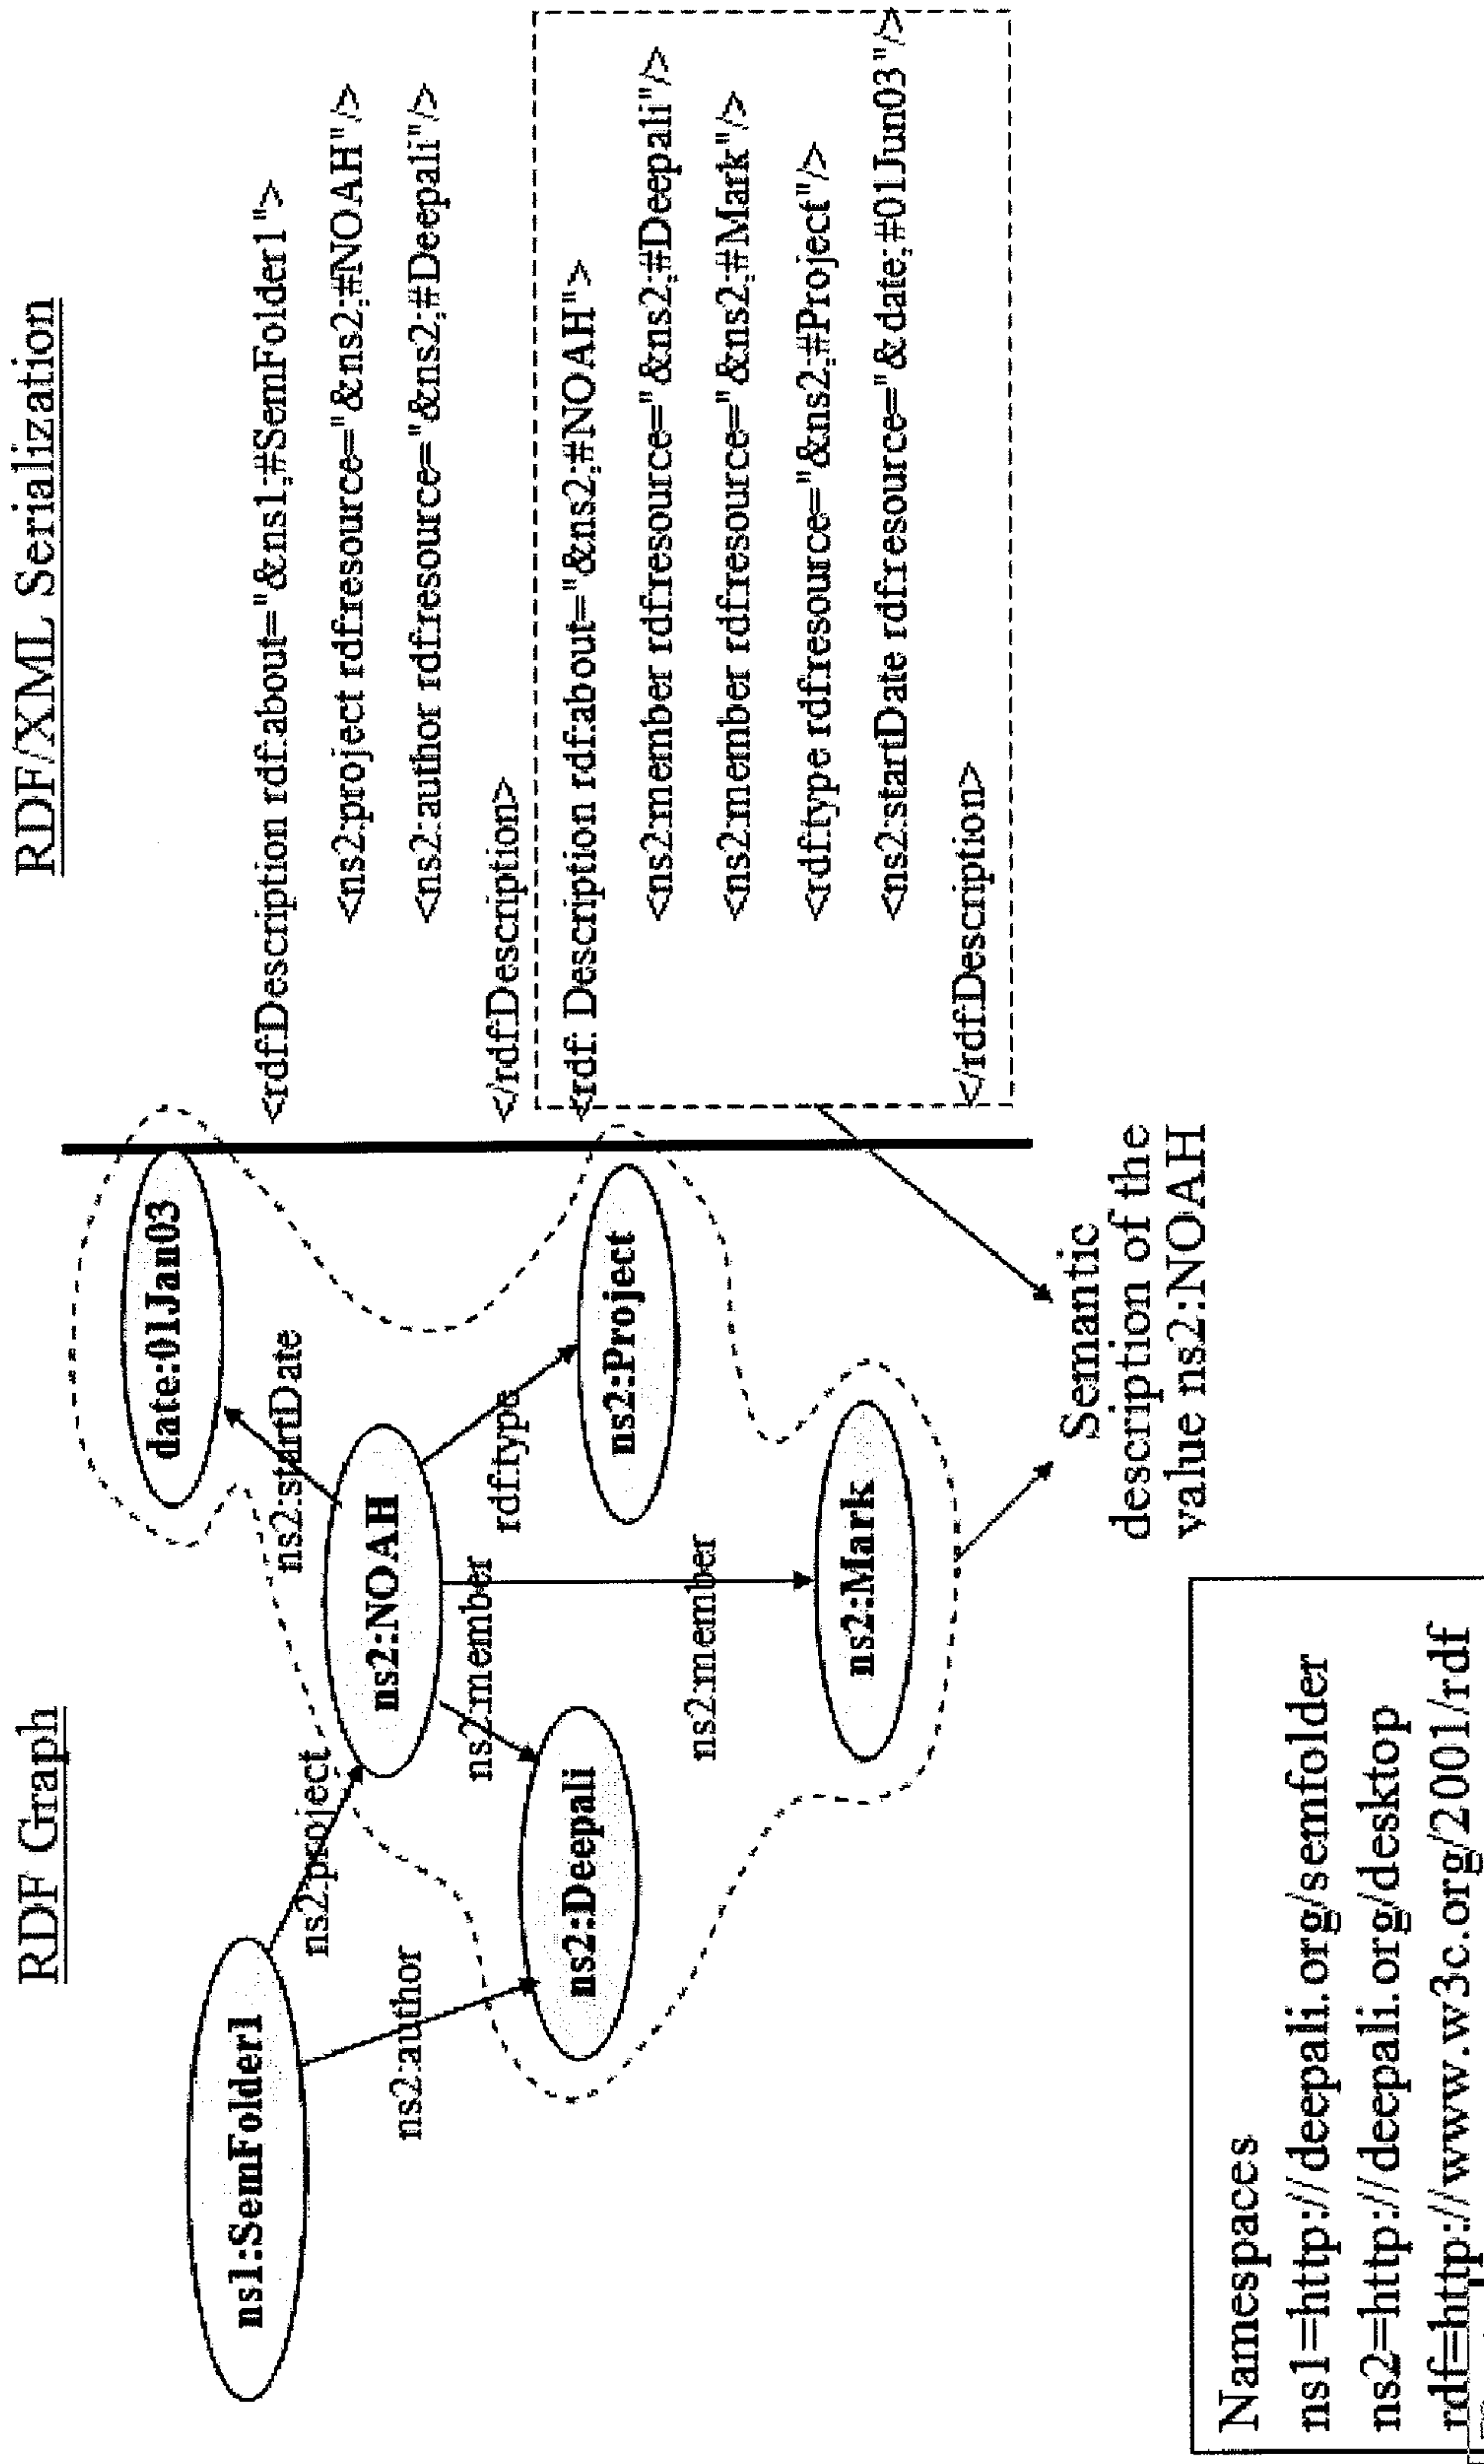 RDF Graph
ns1:SemFolder1
ns2:project
ns2:author
ns2:NOAH
ns2:startDate
date:01Jan03
rdf:type
ns2:Project
ns2:member
ns2:Deepali
ns2:member
ns2:Mark
Semantic
description of the
value ns2:NOAH
Namespaces
ns1=http://deepali.org/semfolder
ns2=http://deepali.org/desktop
rdf=http://www.w3c.org/2001/rdf
RDF/XML Serialization
<rdf:Description rdf:about="&ns1;#SemFolder1">
<ns2:project rdf:resource="&ns2;#NOAH"/>
<ns2:author rdf:resource="&ns2;#Deepali"/>
</rdf:Description>
<rdf: Description rdf:about="&ns2;#NOAH">
<ns2:member rdf:resource="&ns2;#Deepali"/>
<ns2:member rdf:resource="&ns2;#Mark"/>
<rdf:type rdf:resource="&ns2;#Project"/>
<ns2:startDate rdf:resource="&date;#01Jun03"/>
</rdf:Description>